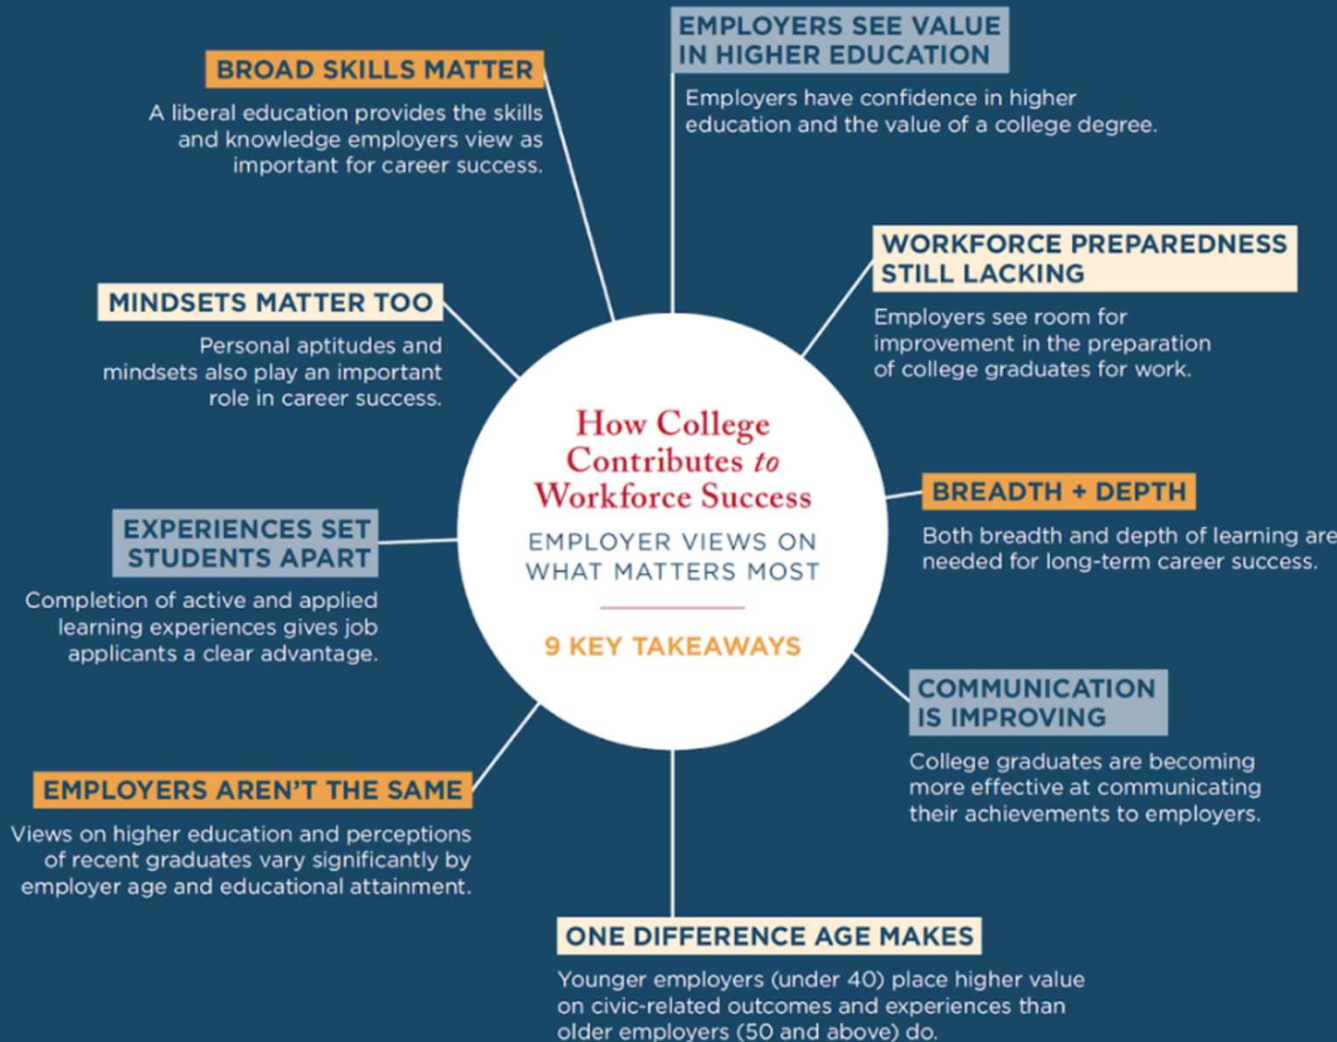 How College
Contributes to
Workforce Success
EMPLOYER VIEWS ON
WHAT MATTERS MOST
9 KEY TAKEAWAYS
EMPLOYERS SEE VALUE
IN HIGHER EDUCATION
Employers have confidence in higher
education and the value of a college degree.
WORKFORCE PREPAREDNESS
STILL LACKING
Employers see room for
improvement in the preparation
of college graduates for work.
BREADTH + DEPTH
Both breadth and depth of learning are
needed for long-term career success.
COMMUNICATION
IS IMPROVING
College graduates are becoming
more effective at communicating
their achievements to employers.
ONE DIFFERENCE AGE MAKES
Younger employers (under 40) place higher value
on civic-related outcomes and experiences than
older employers (50 and above) do.
EMPLOYERS AREN'T THE SAME
Views on higher education and perceptions
of recent graduates vary significantly by
employer age and educational attainment.
EXPERIENCES SET
STUDENTS APART
Completion of active and applied
learning experiences gives job
applicants a clear advantage.
MINDSETS MATTER TOO
Personal aptitudes and
mindsets also play an important
role in career success.
BROAD SKILLS MATTER
A liberal education provides the skills
and knowledge employers view as
important for career success.